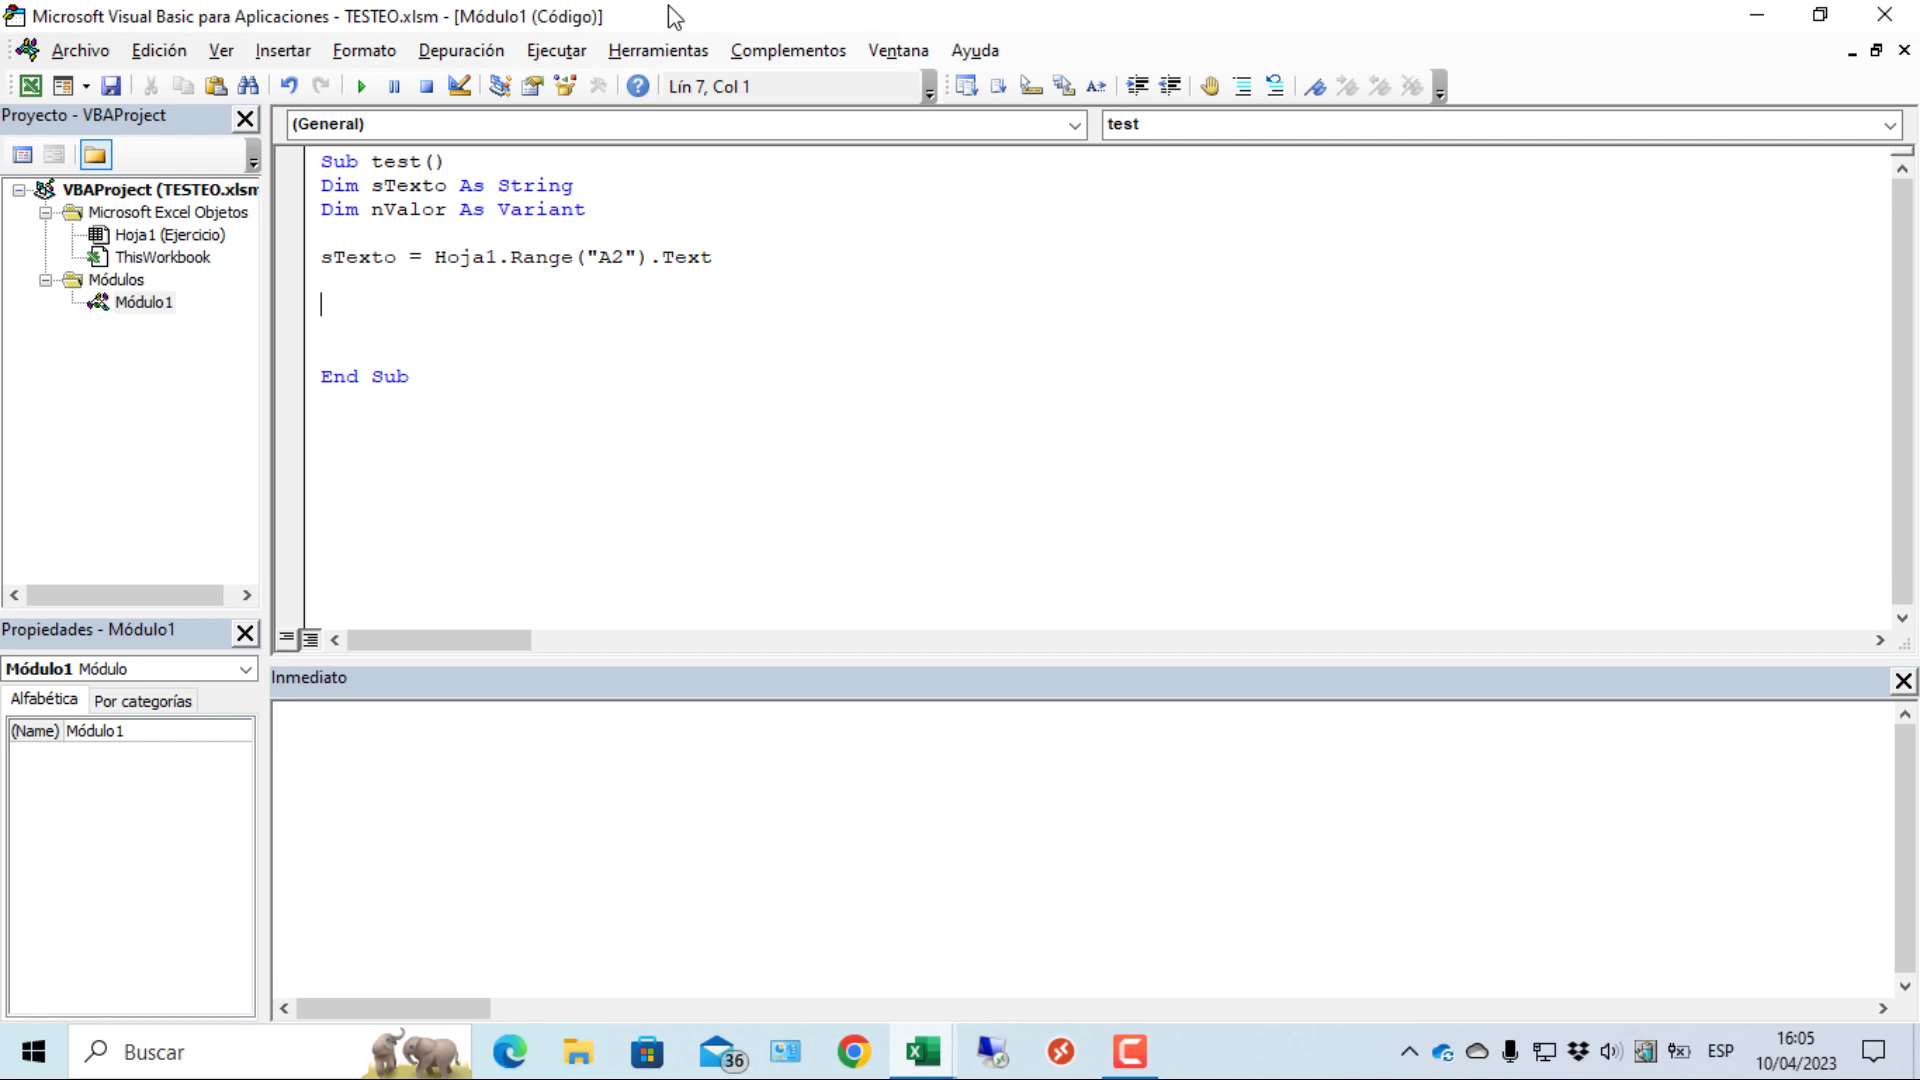 Microsoft Visual Basic para Aplicaciones - TESTEO.xlsm - [Módulo1 (Código)]
Archivo Edición Ver Insertar Formato Depuración Ejecutar Herramientas Complementos Ventana Ayuda
Lín 7, Col 1
Proyecto - VBAProject
(General)
test
VBAProject (TESTEO.xlsm
Microsoft Excel Objetos
Hoja1 (Ejercicio)
ThisWorkbook
Módulos
Módulo1
Sub test()
Dim sTexto As String
Dim nValor As Variant
sTexto = Hoja1.Range("A2").Text
End Sub
Propiedades - Módulo1
Módulo1 Módulo
Alfabética Por categorías
(Name) Módulo1
Inmediato
Buscar
36
ESP
16:05
10/04/2023